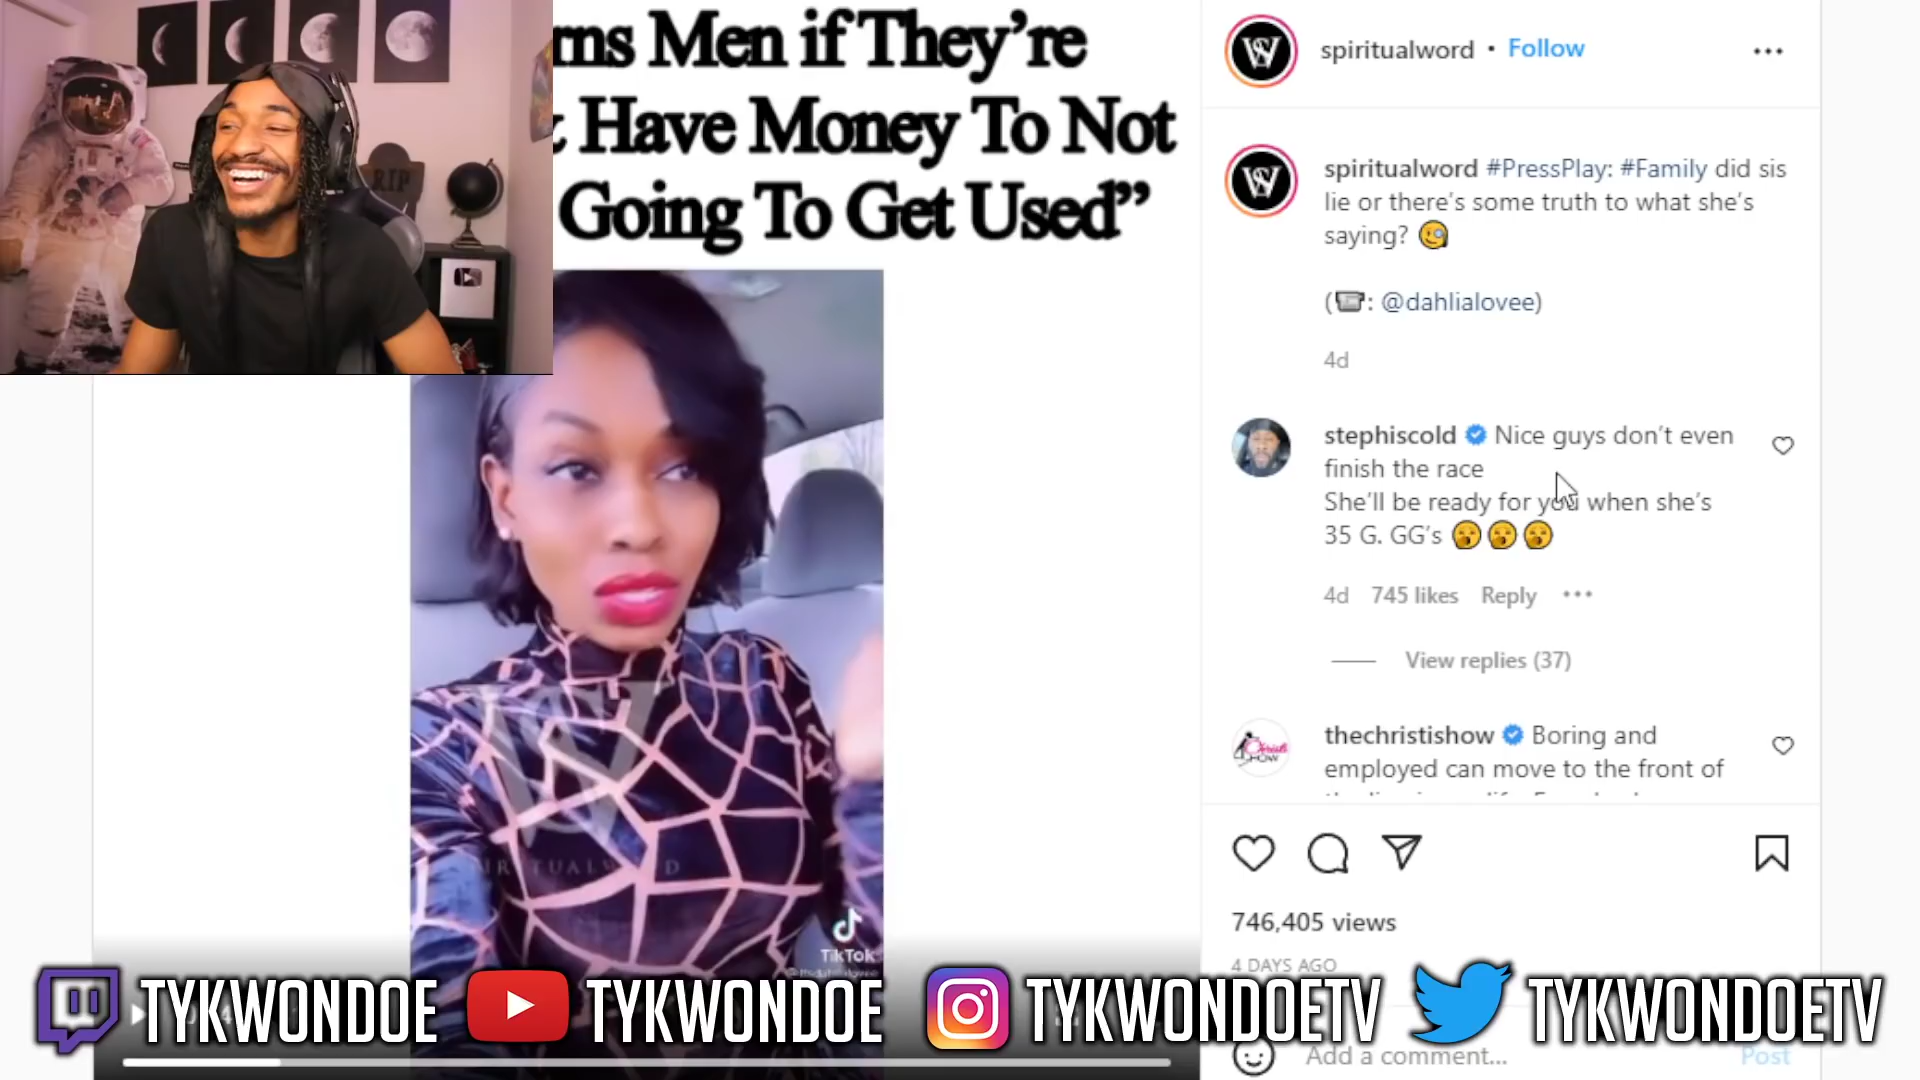 rns Men if They're
Have Money To Not
Going To Get Used"
RIP
spiritualword • Follow
spiritualword #PressPlay: #Family did sis
lie or there's some truth to what she's
saying?
(: @dahlialovee)
4d
stephiscold Nice guys don't even
finish the race
She'll be ready for you when she's
35 G. GG's
4d 745 likes Reply
View replies (37)
thechristishow Boring and
employed can move to the front of
746,405 views
4 DAYS AGO
Add a comment...
Post
TikTok
TYKWONDOE
TYKWONDOE
TYKWONDOETV
TYKWONDOETV